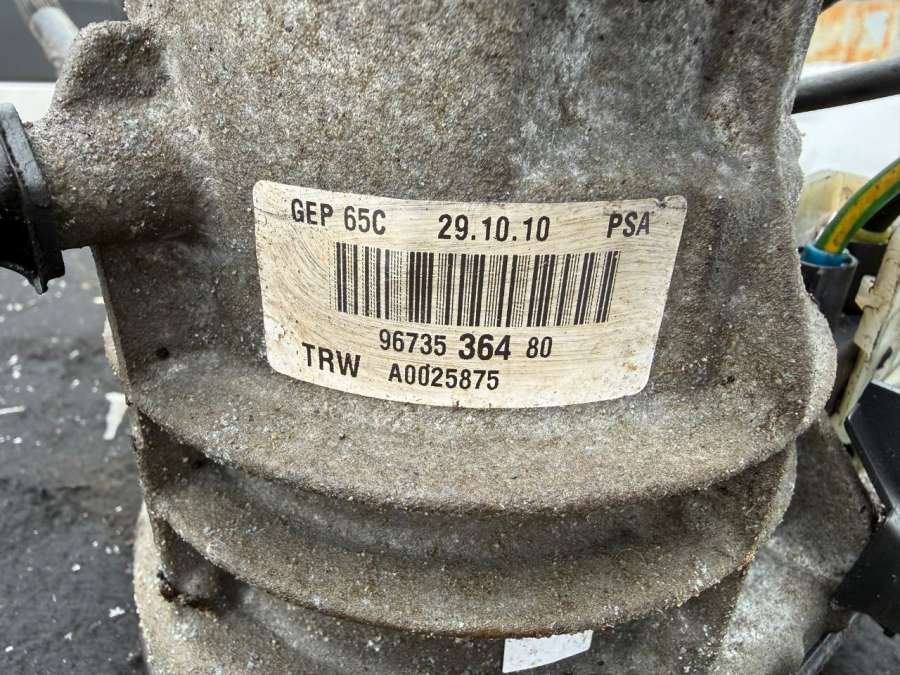 GEP 65C 29.10.10 PSA
96735 364 80
TRW A0025875